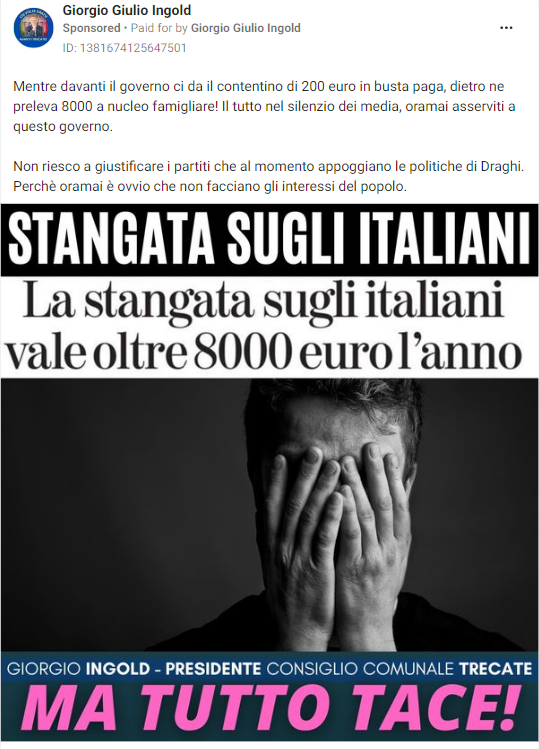 Giorgio Giulio Ingold
Sponsored • Paid for by Giorgio Giulio Ingold
ID: 1381674125647501
Mentre davanti il governo ci da il contentino di 200 euro in busta paga, dietro ne
preleva 8000 a nucleo famigliare! Il tutto nel silenzio dei media, oramai asserviti a
questo governo.
Non riesco a giustificare i partiti che al momento appoggiano le politiche di Draghi.
Perchè oramai è ovvio che non facciano gli interessi del popolo.
STANGATA SUGLI ITALIANI
La stangata sugli italiani
vale oltre 8000 euro l'anno
GIORGIO INGOLD - PRESIDENTE CONSIGLIO COMUNALE TRECATE
MA TUTTO TACE!